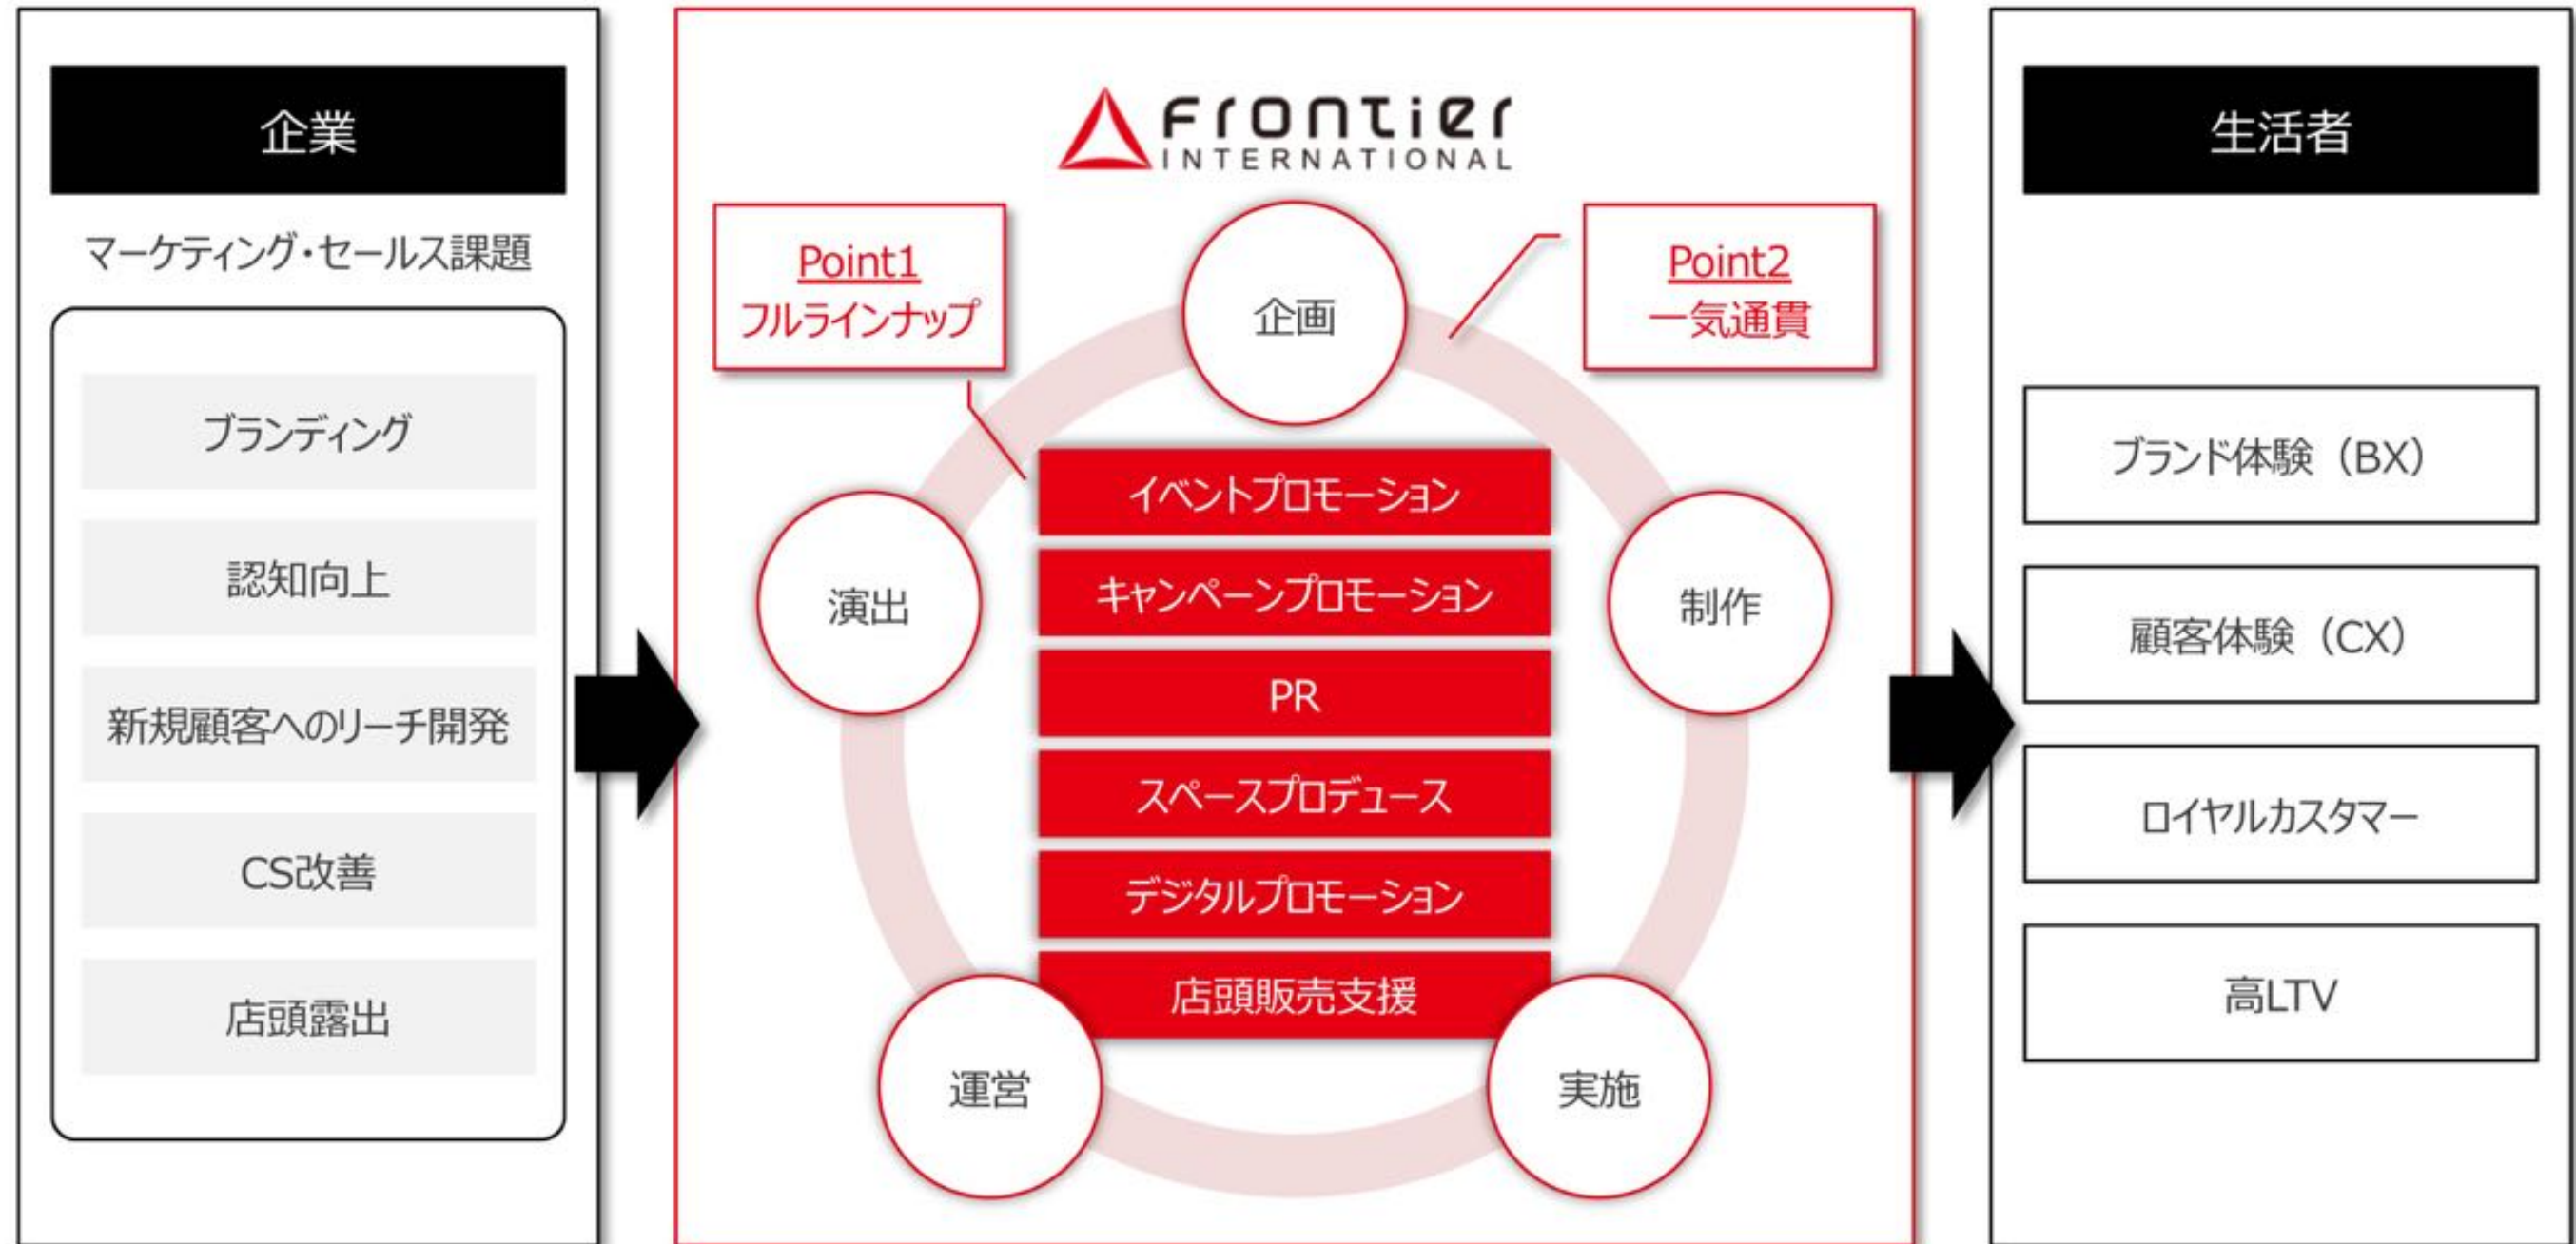 企業
マーケティング・セールス課題
ブランディング
認知向上
新規顧客へのリーチ開発
CS改善
店頭露出
Frontier
INTERNATIONAL
Point1
フルラインナップ
Point2
一気通貫
企画
演出
制作
運営
実施
イベントプロモーション
キャンペーンプロモーション
PR
スペースプロデュース
デジタルプロモーション
店頭販売支援
生活者
ブランド体験（BX）
顧客体験（CX）
ロイヤルカスタマー
高LTV